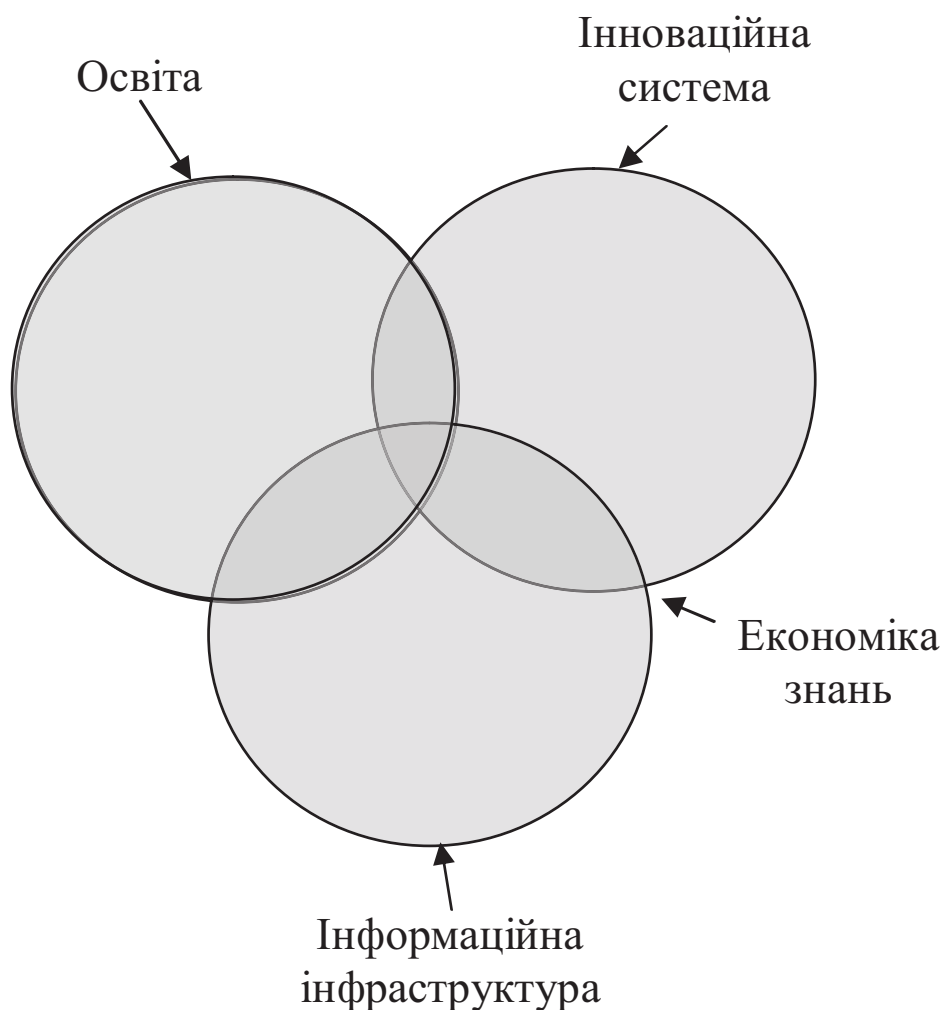 Інноваційна
система
Освіта
Економіка
знань
Інформаційна
інфраструктура